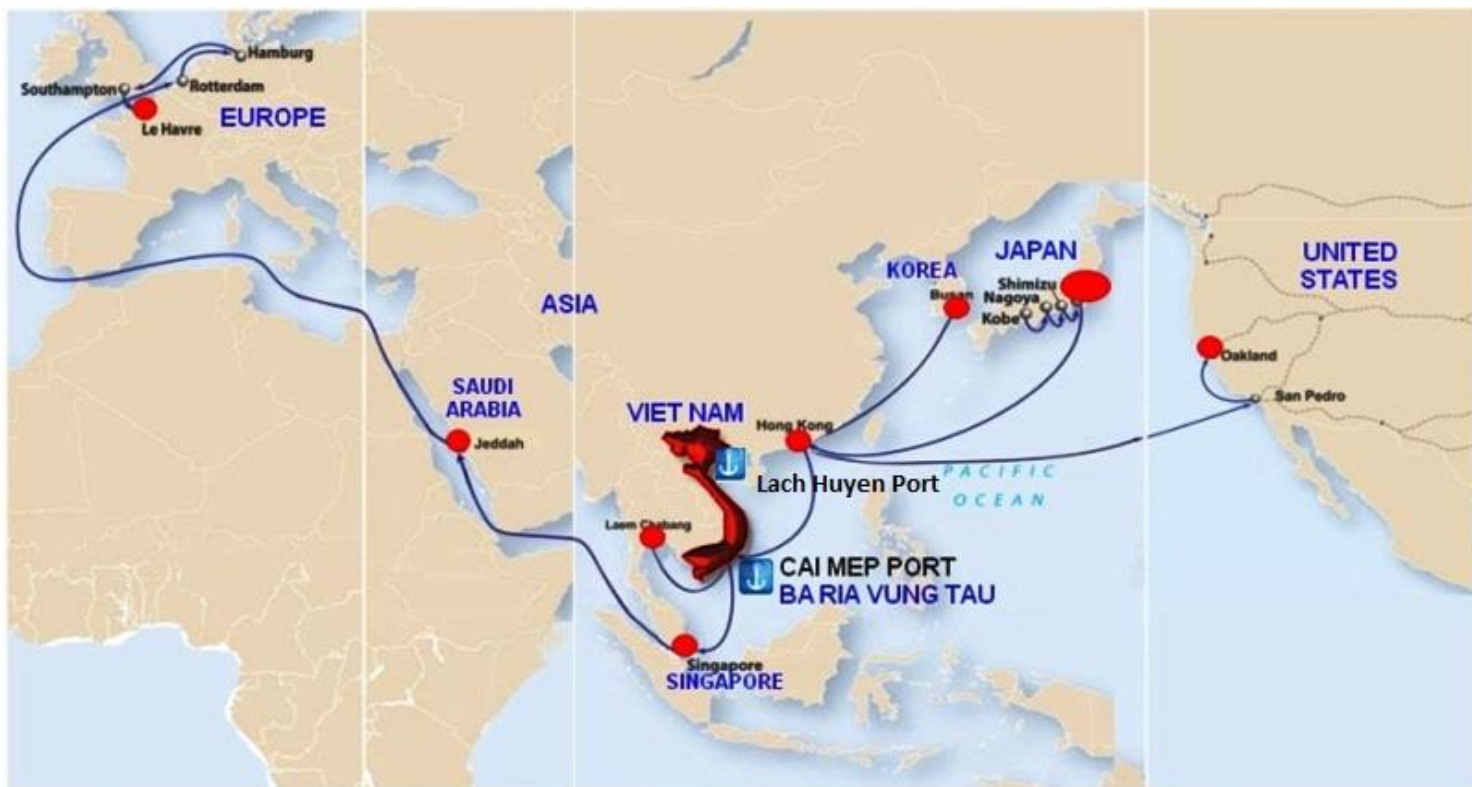 Hamburg
Southampton
Rotterdam
Le Havre
EUROPE
JAPAN
KOREA
Shimizu
UNITED
STATES
Busan
Nagoya
Kobe
ASIA
Oakland
SAUDI
ARABIA
San Pedro
VIET NAM
Hong Kong
Jeddah
PACIFIC
OCEAN
Lach Huyen Port
Laem Chabang
CAI MEP PORT
BA RIA VUNG TAU
Singapore
SINGAPORE